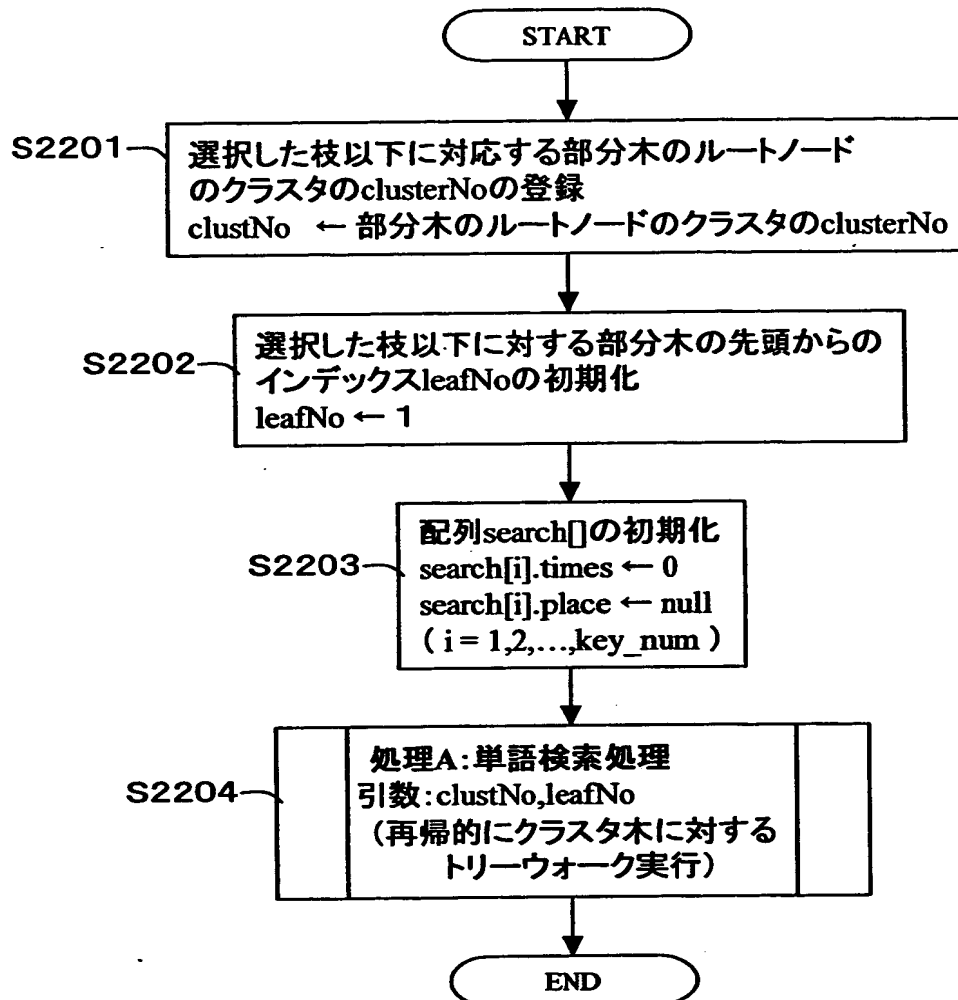 START
S2201
選択した枝以下に対応する部分木のルートノード
のクラスタのclusterNoの登録
clustNo ← 部分木のルートノードのクラスタのclusterNo
S2202
選択した枝以下に対する部分木の先頭からの
インデックスleafNoの初期化
leafNo ← 1
S2203
配列search[]の初期化
search[i].times ← 0
search[i].place ← null
( i = 1,2,…,key_num )
S2204
処理A:単語検索処理
引数:clustNo,leafNo
(再帰的にクラスタ木に対する
トリーウォーク実行)
END